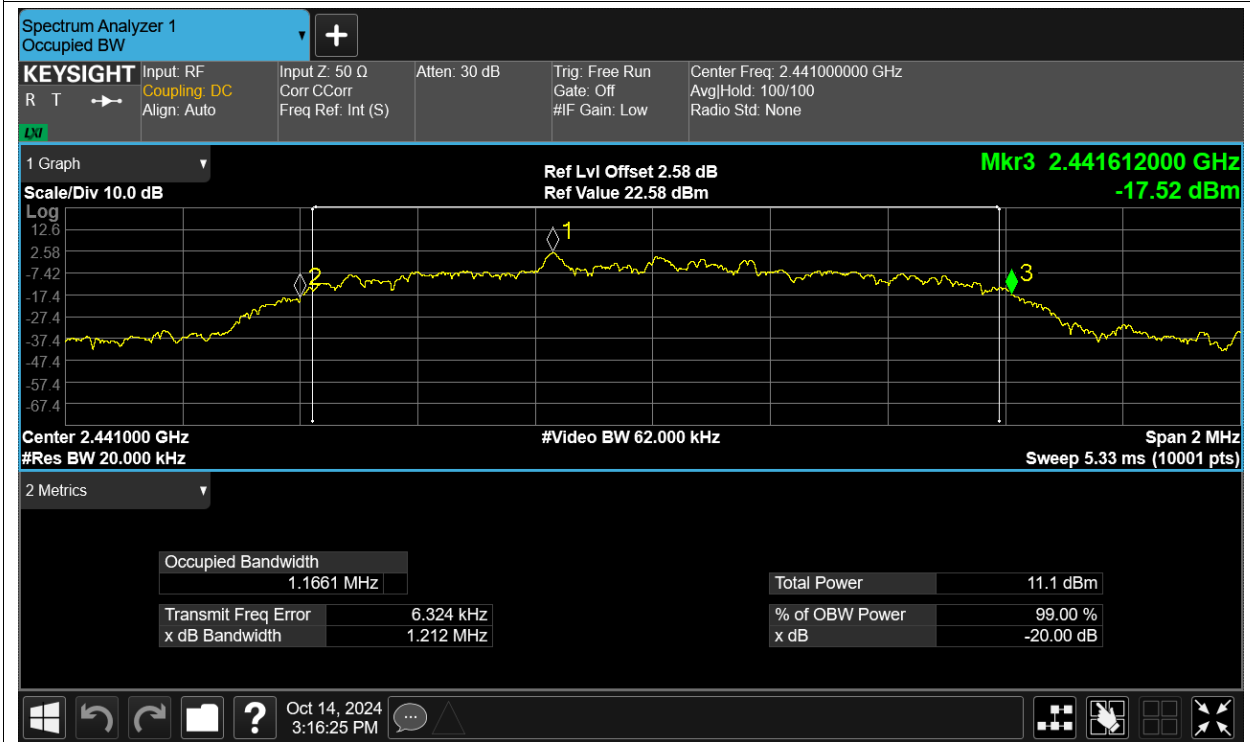 Spectrum Analyzer 1
Occupied BW
+
KEYSIGHT
R T
LXI
Input: RF
Coupling: DC
Align: Auto
Input Z: 50 Ω
Corr CCorr
Freq Ref: Int (S)
Atten: 30 dB
Trig: Free Run
Gate: Off
#IF Gain: Low
Center Freq: 2.441000000 GHz
Avg|Hold: 100/100
Radio Std: None
1 Graph
Scale/Div 10.0 dB
Ref Lvl Offset 2.58 dB
Ref Value 22.58 dBm
Mkr3 2.441612000 GHz
-17.52 dBm
Log
12.6
2.58
-7.42
-17.4
-27.4
-37.4
-47.4
-57.4
-67.4
1
2
3
Center 2.441000 GHz
#Res BW 20.000 kHz
#Video BW 62.000 kHz
Span 2 MHz
Sweep 5.33 ms (10001 pts)
2 Metrics
Occupied Bandwidth
1.1661 MHz
Transmit Freq Error 6.324 kHz
x dB Bandwidth 1.212 MHz
Total Power 11.1 dBm
% of OBW Power 99.00 %
x dB -20.00 dB
?
Oct 14, 2024
3:16:25 PM